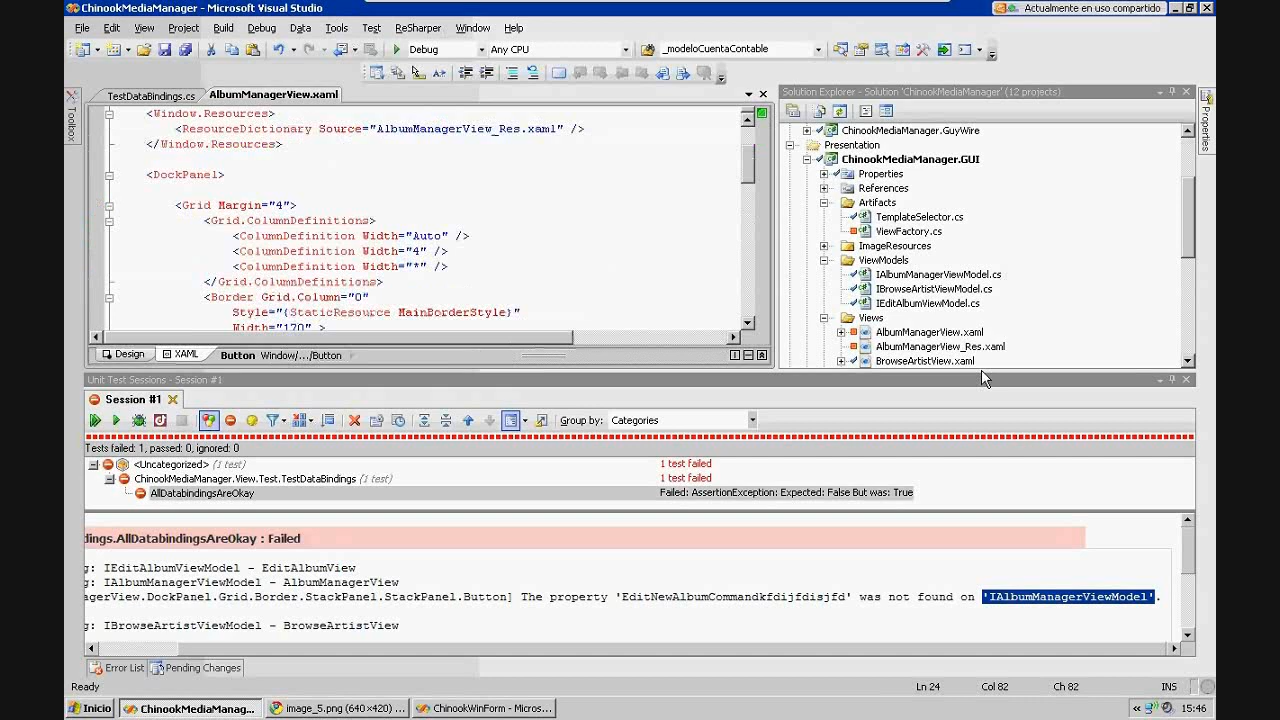 ChinookMediaManager - Microsoft Visual Studio
Actualmente en uso compartido
File Edit View Project Build Debug Data Tools Test ReSharper Window Help
Debug Any CPU _modeloCuentaContable
TestDataBindings.cs AlbumManagerView.xaml
Toolbox
<Window.Resources>
<ResourceDictionary Source="AlbumManagerView_Res.xaml" />
</Window.Resources>
<DockPanel>
<Grid Margin="4">
<Grid.ColumnDefinitions>
<ColumnDefinition Width="Auto" />
<ColumnDefinition Width="4" />
<ColumnDefinition Width="*" />
</Grid.ColumnDefinitions>
<Border Grid.Column="0"
Style="{StaticResource MainBorderStyle}"
Width="170" >
Design XAML Button Window/.../Button
Solution Explorer - Solution 'ChinookMediaManager' (12 projects)
Properties
ChinookMediaManager.GuyWire
Presentation
ChinookMediaManager.GUI
Properties
References
Artifacts
TemplateSelector.cs
ViewFactory.cs
ImageResources
ViewModels
IAlbumManagerViewModel.cs
IBrowseArtistViewModel.cs
IEditAlbumViewModel.cs
Views
AlbumManagerView.xaml
AlbumManagerView_Res.xaml
BrowseArtistView.xaml
Unit Test Sessions - Session #1
Session #1
Group by: Categories
Tests failed: 1, passed: 0, ignored: 0
<Uncategorized> (1 test) 1 test failed
ChinookMediaManager.View.Test.TestDataBindings (1 test) 1 test failed
AllDatabindingsAreOkay Failed: AssertionException: Expected: False But was: True
dings.AllDatabindingsAreOkay : Failed
g: IEditAlbumViewModel - EditAlbumView
g: IAlbumManagerViewModel - AlbumManagerView
agerView.DockPanel.Grid.Border.StackPanel.StackPanel.Button] The property 'EditNewAlbumCommandkfdijfdisjfd' was not found on 'IAlbumManagerViewModel'.
g: IBrowseArtistViewModel - BrowseArtistView
Error List Pending Changes
Ready Ln 24 Col 82 Ch 82 INS
Inicio ChinookMediaManag... image_5.png (640×420) ... ChinookWinForm - Micros... « 15:46